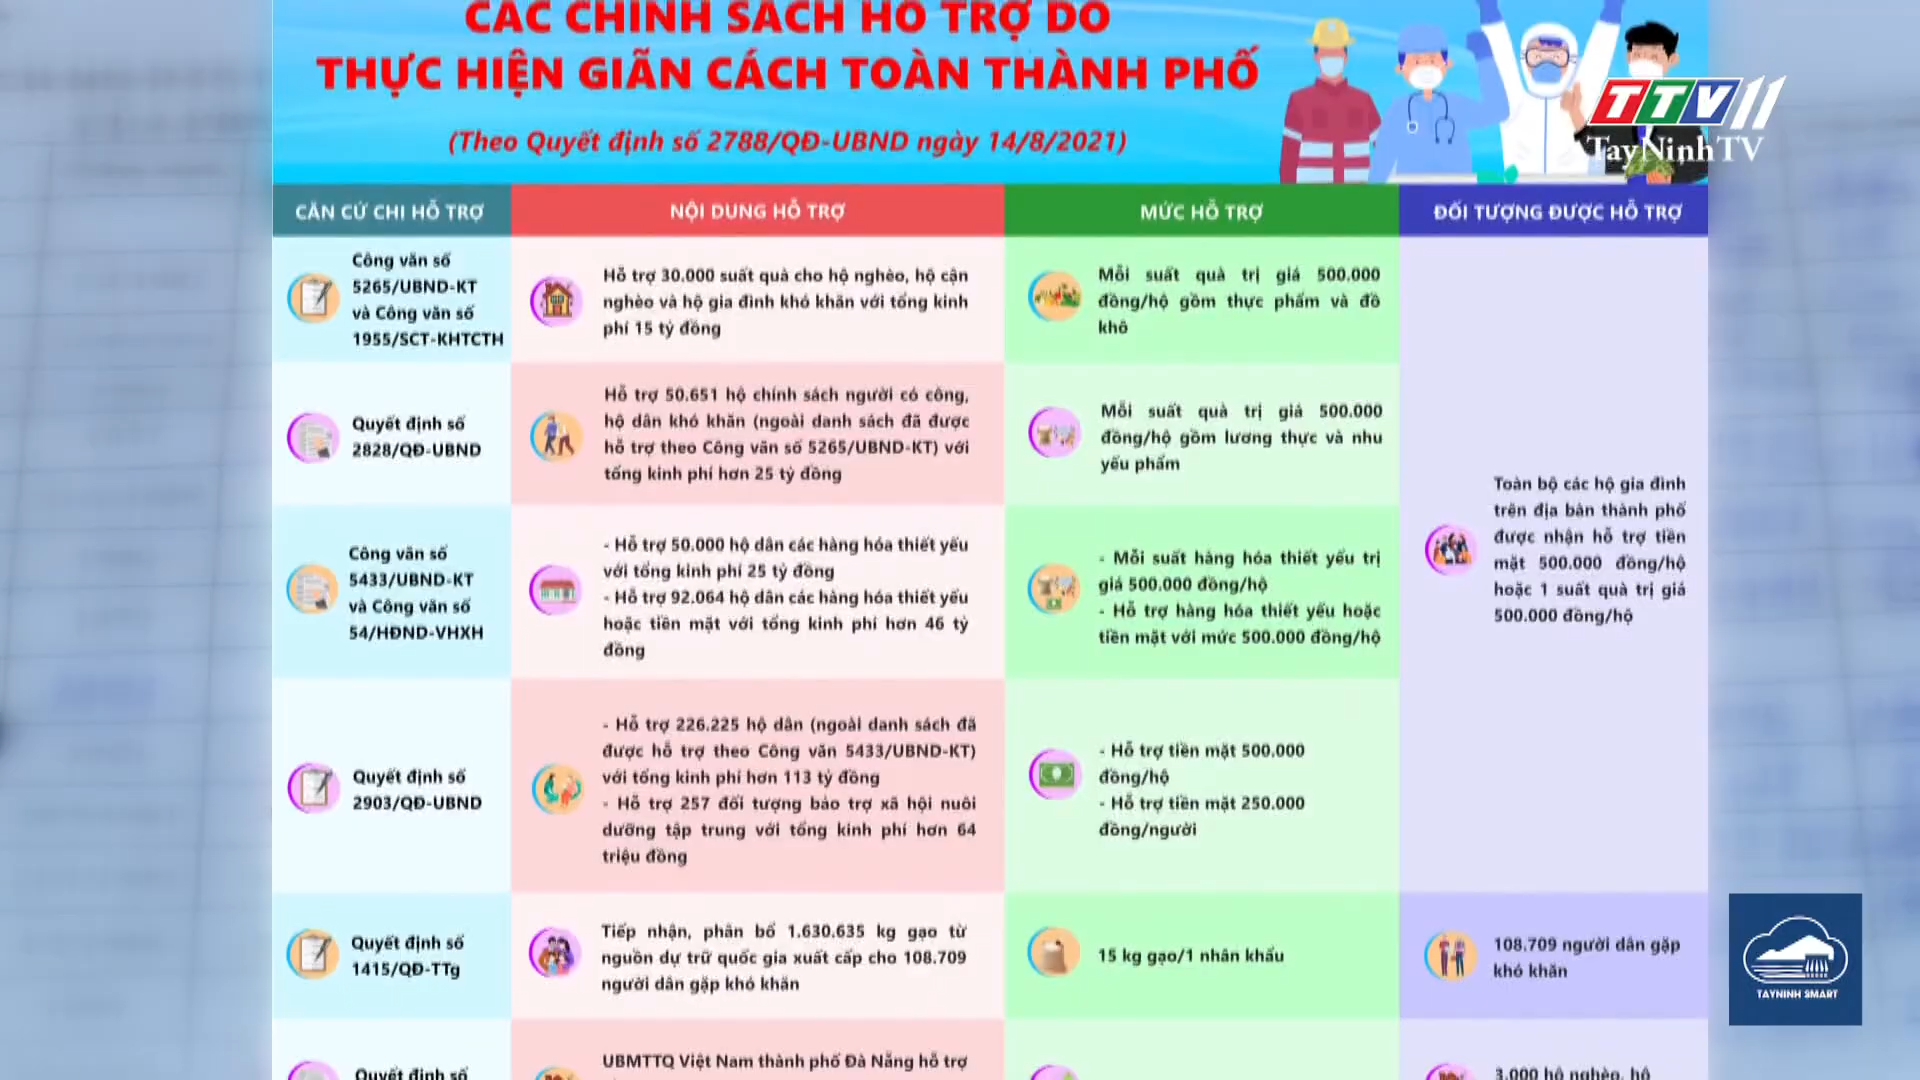 CÁC CHÍNH SÁCH HỖ TRỢ DO
THỰC HIỆN GIÃN CÁCH TOÀN THÀNH PHỐ
(Theo Quyết định số 2788/QĐ-UBND ngày 14/8/2021)
TTV11
TayNinhTV
CĂN CỨ CHI HỖ TRỢ
NỘI DUNG HỖ TRỢ
MỨC HỖ TRỢ
ĐỐI TƯỢNG ĐƯỢC HỖ TRỢ
Công văn số
5265/UBND-KT
và Công văn số
1955/SCT-KHTCTH
Hỗ trợ 30.000 suất quà cho hộ nghèo, hộ cận
nghèo và hộ gia đình khó khăn với tổng kinh
phí 15 tỷ đồng
Mỗi suất quà trị giá 500.000
đồng/hộ gồm thực phẩm và đồ
khô
Quyết định số
2828/QĐ-UBND
Hỗ trợ 50.651 hộ chính sách người có công,
hộ dân khó khăn (ngoài danh sách đã được
hỗ trợ theo Công văn số 5265/UBND-KT) với
tổng kinh phí hơn 25 tỷ đồng
Mỗi suất quà trị giá 500.000
đồng/hộ gồm lương thực và nhu
yếu phẩm
Công văn số
5433/UBND-KT
và Công văn số
54/HĐND-VHXH
- Hỗ trợ 50.000 hộ dân các hàng hóa thiết yếu
với tổng kinh phí 25 tỷ đồng
- Hỗ trợ 92.064 hộ dân các hàng hóa thiết yếu
hoặc tiền mặt với tổng kinh phí hơn 46 tỷ
đồng
- Mỗi suất hàng hóa thiết yếu trị
giá 500.000 đồng/hộ
- Hỗ trợ hàng hóa thiết yếu hoặc
tiền mặt với mức 500.000 đồng/hộ
Toàn bộ các hộ gia đình
trên địa bàn thành phố
được nhận hỗ trợ tiền
mặt 500.000 đồng/hộ
hoặc 1 suất quà trị giá
500.000 đồng/hộ
Quyết định số
2903/QĐ-UBND
- Hỗ trợ 226.225 hộ dân (ngoài danh sách đã
được hỗ trợ theo Công văn 5433/UBND-KT)
với tổng kinh phí hơn 113 tỷ đồng
- Hỗ trợ 257 đối tượng bảo trợ xã hội nuôi
dưỡng tập trung với tổng kinh phí hơn 64
triệu đồng
- Hỗ trợ tiền mặt 500.000
đồng/hộ
- Hỗ trợ tiền mặt 250.000
đồng/người
Quyết định số
1415/QĐ-TTg
Tiếp nhận, phân bổ 1.630.635 kg gạo từ
nguồn dự trữ quốc gia xuất cấp cho 108.709
người dân gặp khó khăn
15 kg gạo/1 nhân khẩu
108.709 người dân gặp
khó khăn
Quyết định số
UBMTTQ Việt Nam thành phố Đà Nẵng hỗ trợ
3.000 hộ nghèo, hộ
TAYNINH SMART